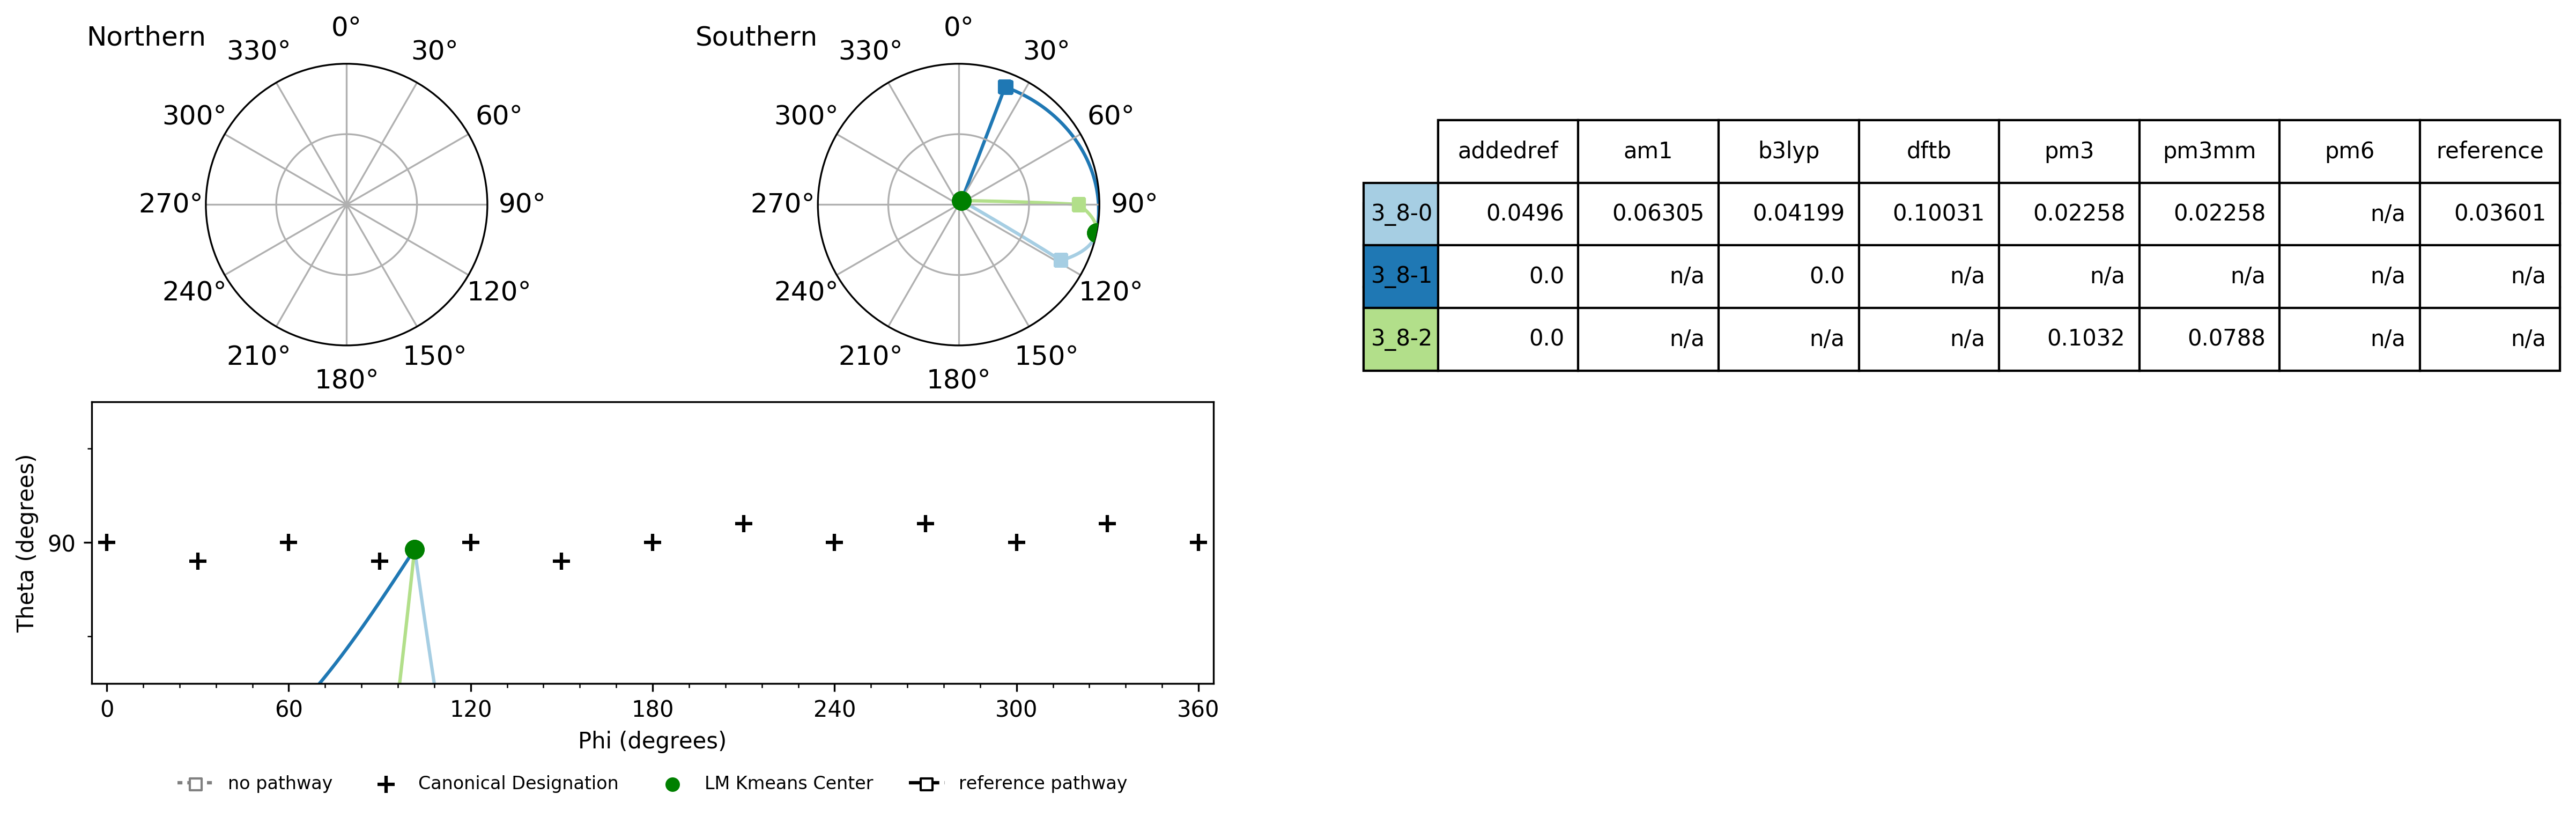 Northern
0°
30°
60°
90°
120°
150°
180°
210°
240°
270°
300°
330°
Southern
0°
30°
60°
90°
120°
150°
180°
210°
240°
270°
300°
330°
addedref am1 b3lyp dftb pm3 pm3mm pm6 reference
3_8-0 0.0496 0.06305 0.04199 0.10031 0.02258 0.02258 n/a 0.03601
3_8-1 0.0 n/a 0.0 n/a n/a n/a n/a n/a
3_8-2 0.0 n/a n/a n/a 0.1032 0.0788 n/a n/a
Theta (degrees)
90
0 60 120 180 240 300 360
Phi (degrees)
no pathway Canonical Designation LM Kmeans Center reference pathway